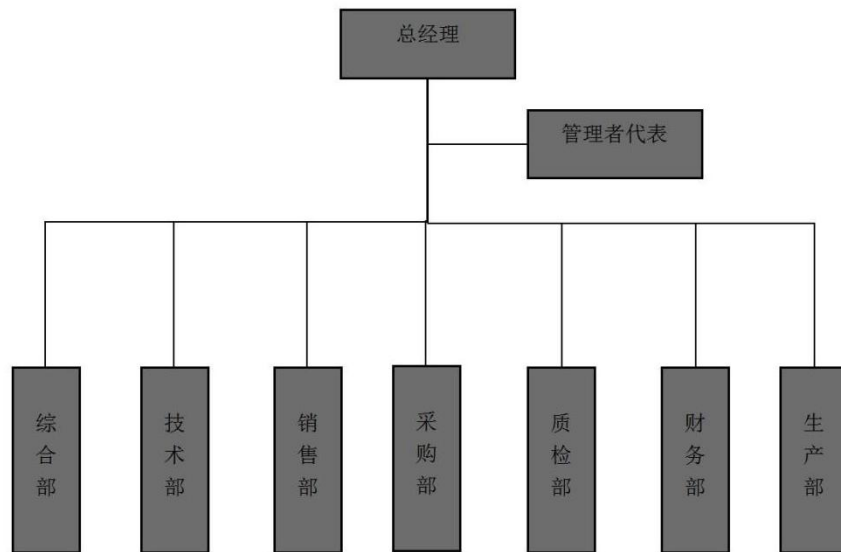 总经理
管理者代表
综合部
技术部
销售部
采购部
质检部
财务部
生产部